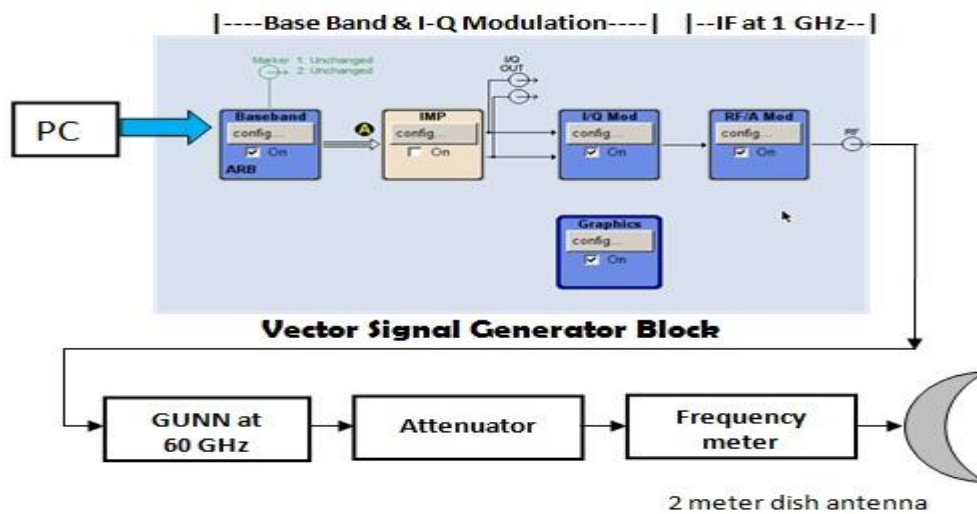 |----Base Band & I-Q Modulation----| |--IF at 1 GHz--|
Marker 1: Unchanged
2: Unchanged
I/Q
OUT
PC
Baseband
config...
On
ARB
A
IMP
config...
On
I/Q Mod
config...
On
RF/A Mod
config...
On
RF
Graphics
config...
On
Vector Signal Generator Block
GUNN at
60 GHz
Attenuator
Frequency
meter
2 meter dish antenna